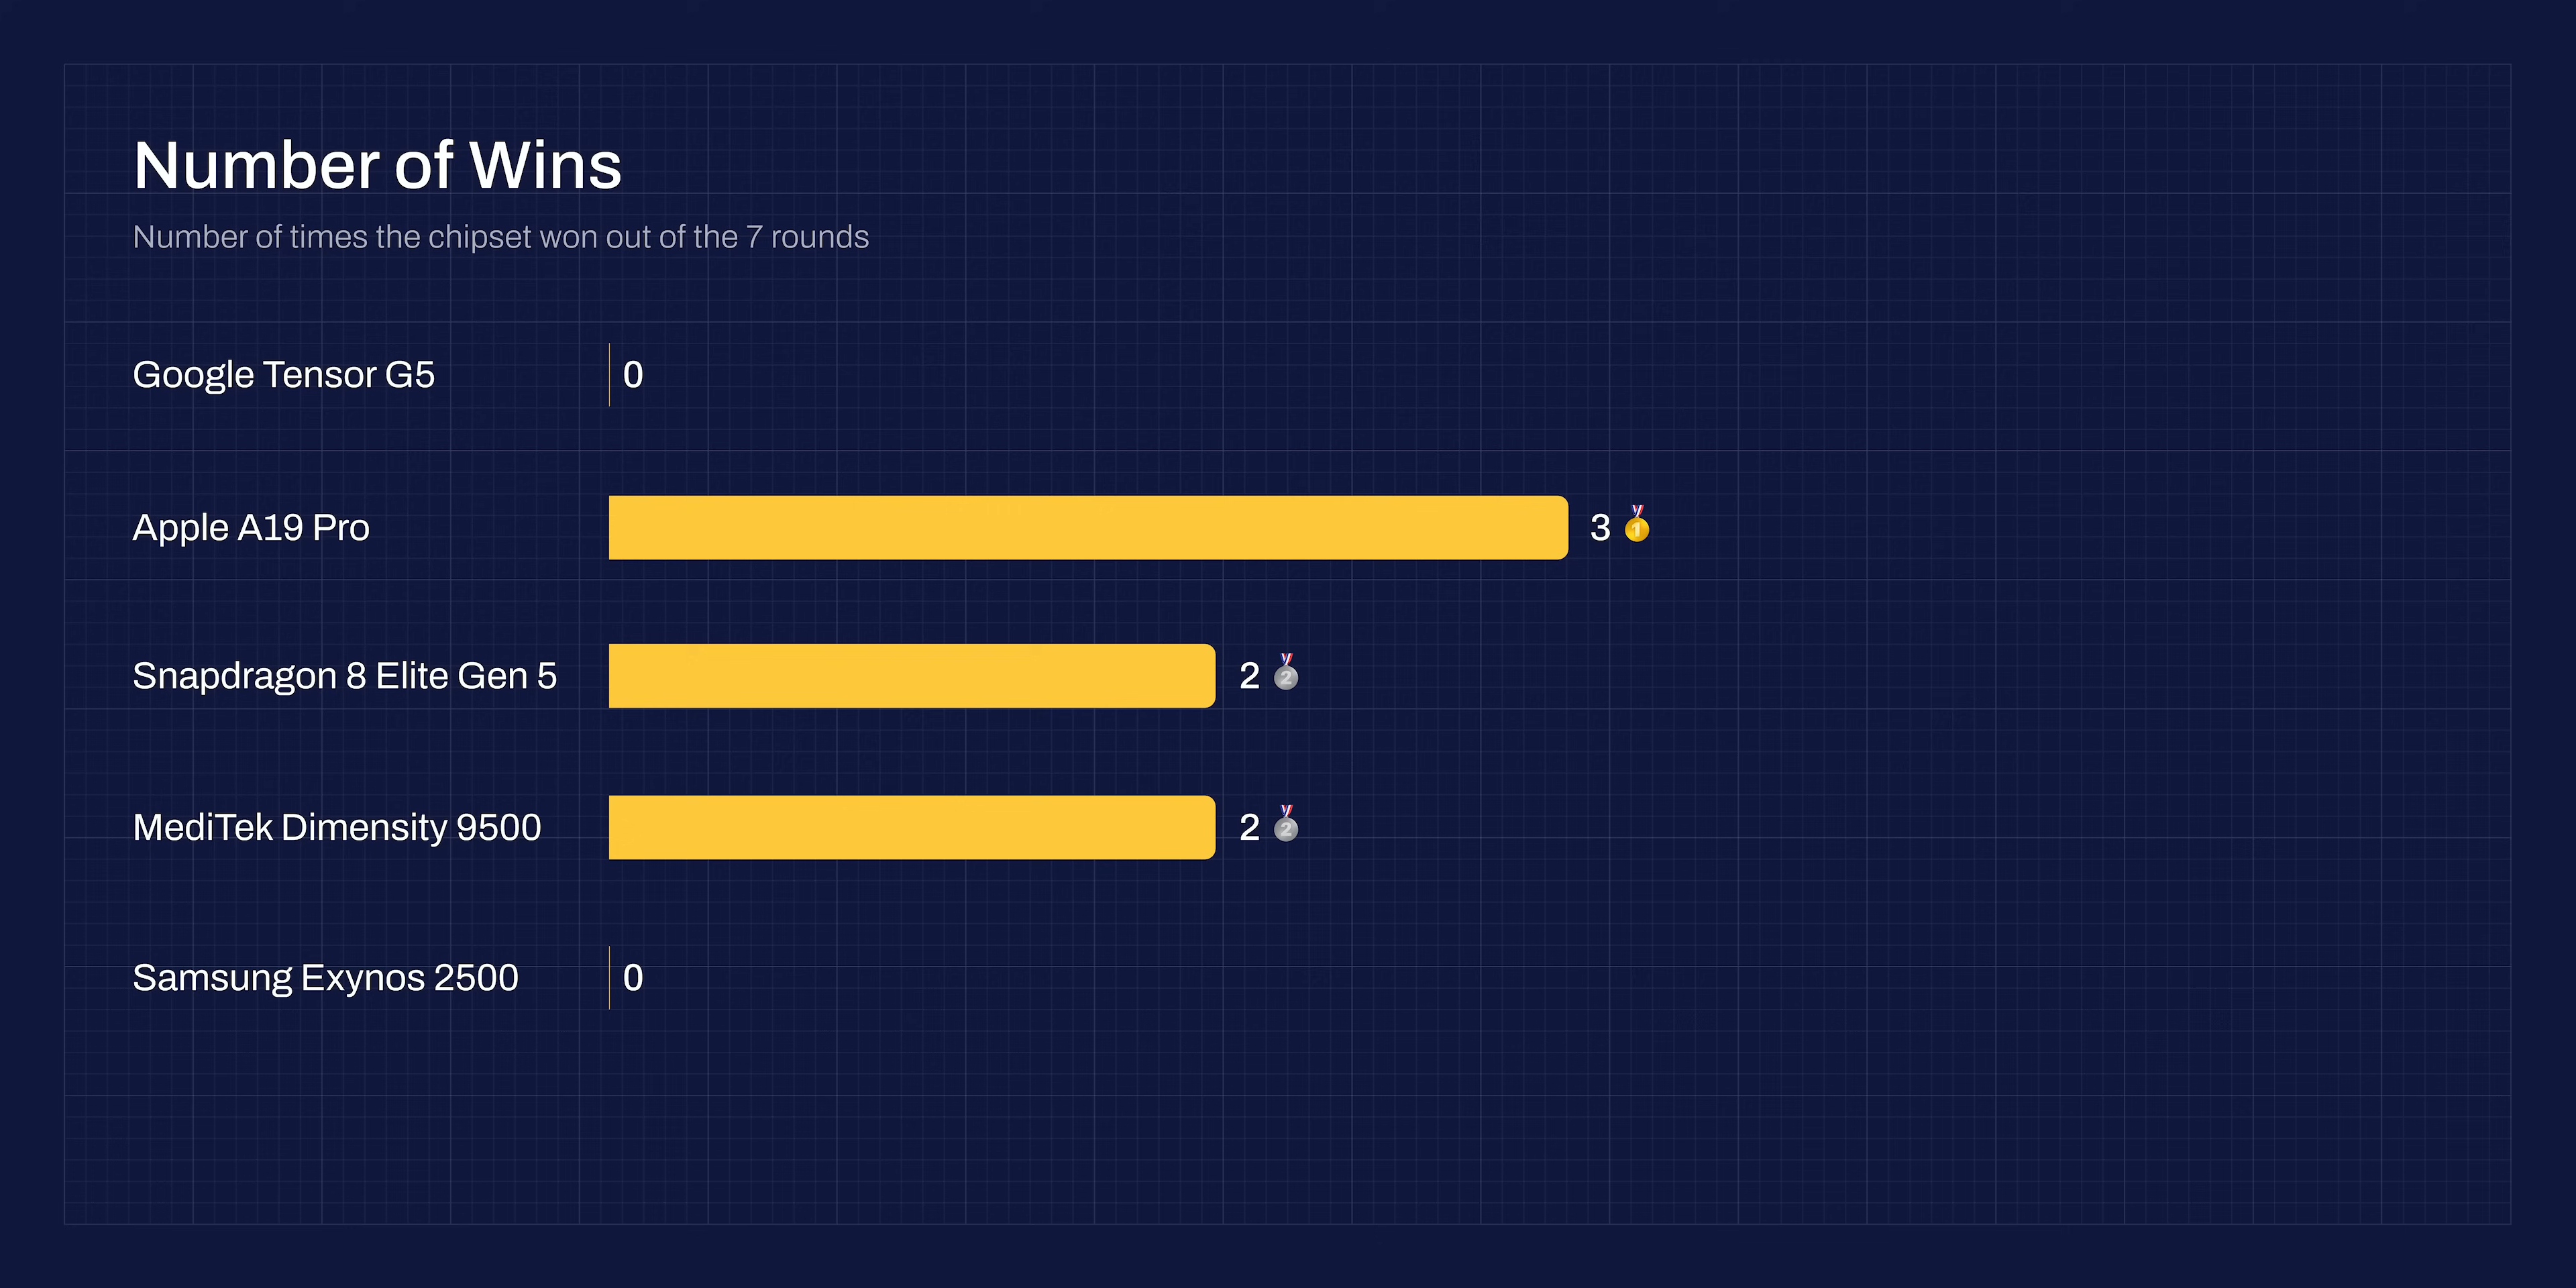 Number of Wins
Number of times the chipset won out of the 7 rounds
Google Tensor G5 0
Apple A19 Pro 3 🥇
Snapdragon 8 Elite Gen 5 2 🥈
MediTek Dimensity 9500 2 🥈
Samsung Exynos 2500 0